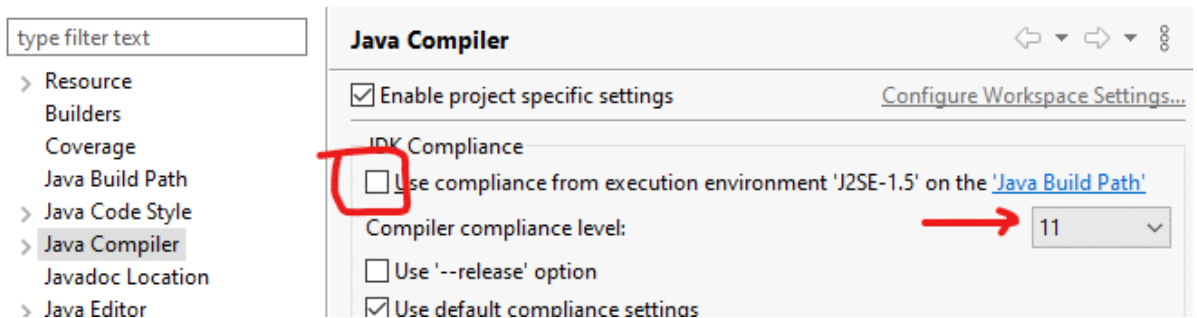 type filter text
Resource
Builders
Coverage
Java Build Path
Java Code Style
Java Compiler
Javadoc Location
Java Editor
Java Compiler
Enable project specific settings
Configure Workspace Settings...
JDK Compliance
Use compliance from execution environment 'J2SE-1.5' on the 'Java Build Path'
Compiler compliance level:
11
Use '--release' option
Use default compliance settings